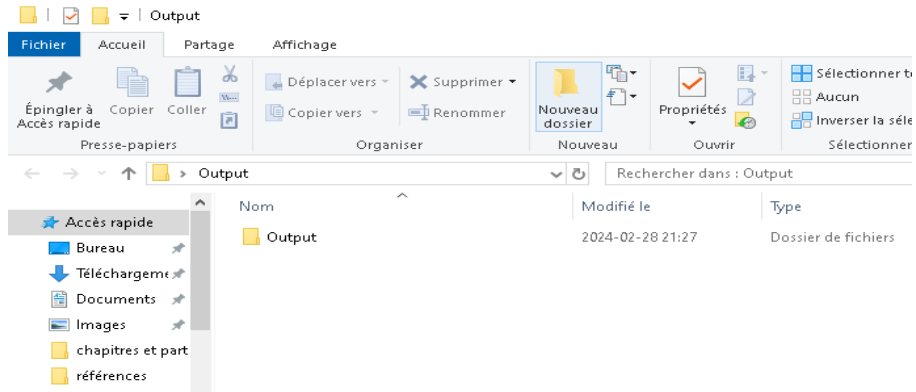 Output
Fichier Accueil Partage Affichage
Épingler à Accès rapide
Copier
Coller
Déplacer vers
Copier vers
Supprimer
Renommer
Nouveau dossier
Propriétés
Sélectionner
Aucun
Inverser la
Presse-papiers Organiser Nouveau Ouvrir Sélectionner
Output
Rechercher dans : Output
Nom Modifié le Type
Output 2024-02-28 21:27 Dossier de fichiers
Accès rapide
Bureau
Téléchargeme
Documents
Images
chapitres et part
références